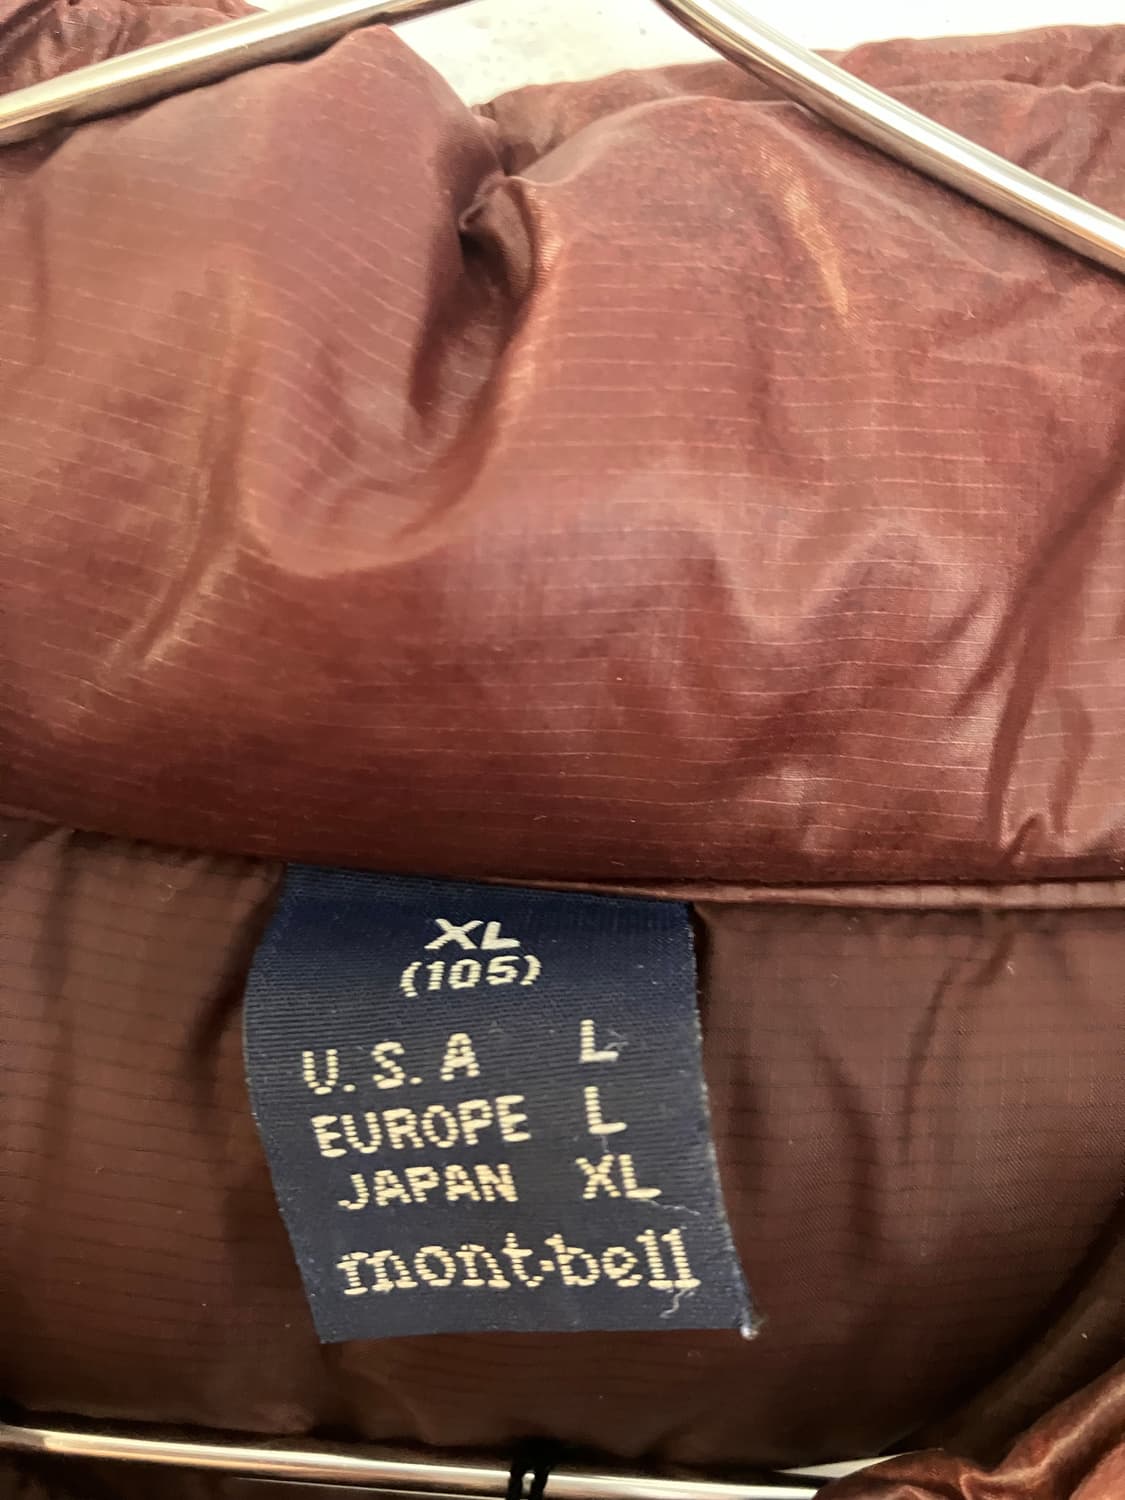 XL
(105)
U.S.A L
EUROPE L
JAPAN XL
mont-bell